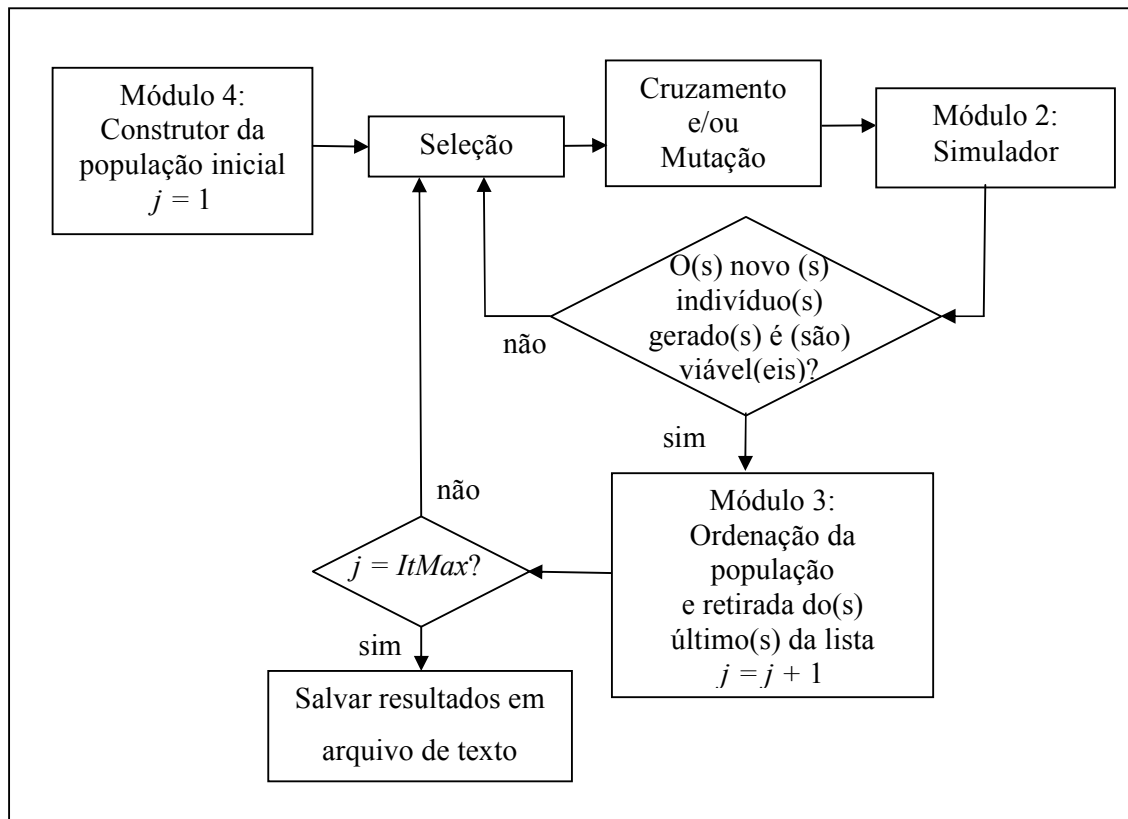 Módulo 4:
Construtor da
população inicial
j = 1
Seleção
Cruzamento
e/ou
Mutação
Módulo 2:
Simulador
O(s) novo (s)
indivíduo(s)
gerado(s) é (são)
viável(eis)?
não
sim
Módulo 3:
Ordenação da
população
e retirada do(s)
último(s) da lista
j = j + 1
não
j = ItMax?
sim
Salvar resultados em
arquivo de texto